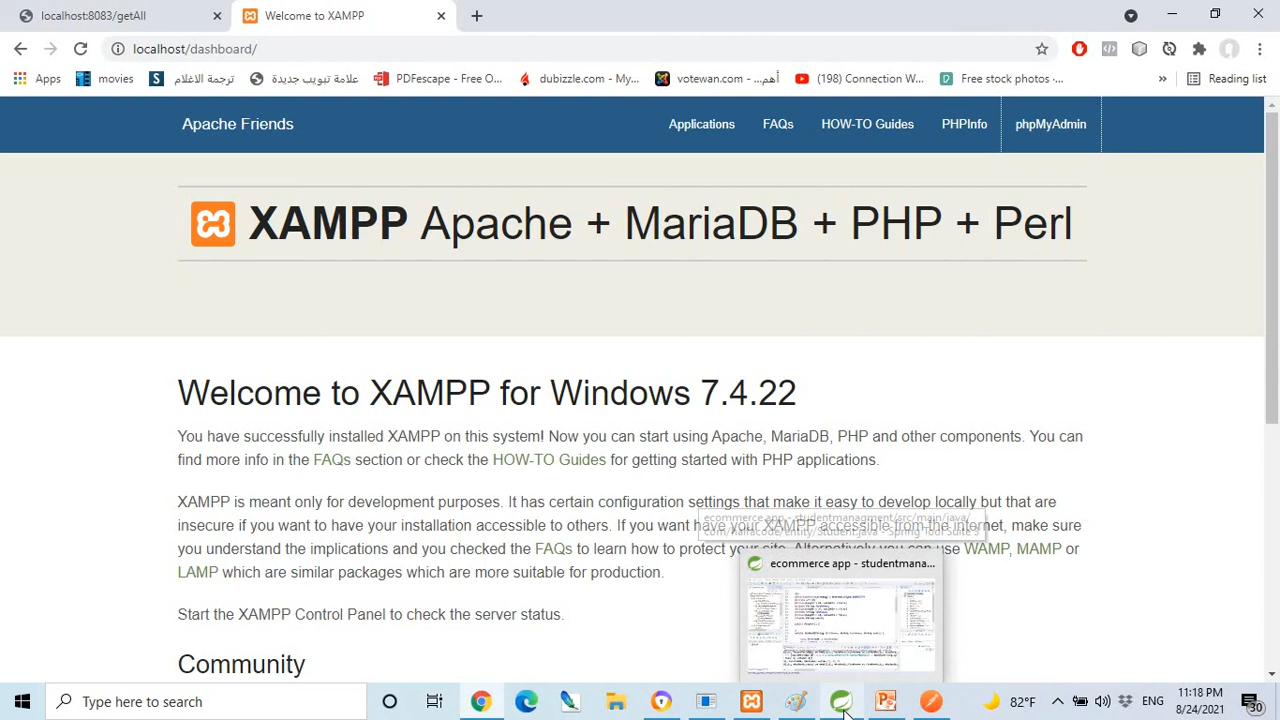 localhost:8083/getAll
Welcome to XAMPP
localhost/dashboard/
Apps
movies
ترجمة الاغلام
علامة تبويب جديدة
PDFescape - Free O...
dubizzle.com - My...
votewan.com - أهم...
(198) Connection W...
Free stock photos ·...
»
Reading list
Apache Friends
Applications
FAQs
HOW-TO Guides
PHPInfo
phpMyAdmin
XAMPP Apache + MariaDB + PHP + Perl
Welcome to XAMPP for Windows 7.4.22
You have successfully installed XAMPP on this system! Now you can start using Apache, MariaDB, PHP and other components. You can
find more info in the FAQs section or check the HOW-TO Guides for getting started with PHP applications.
XAMPP is meant only for development purposes. It has certain configuration settings that make it easy to develop locally but that are
insecure if you want to have your installation accessible to others. If you want have your XAMPP accessible from the internet, make sure
you understand the implications and you checked the FAQs to learn how to protect your site. Alternatively you can use WAMP, MAMP or
LAMP which are similar packages which are more suitable for production.
ecommerce app - studentmanagment/src/main/java/
ecommerce app - studentmana...
Start the XAMPP Control Panel to check the server status.
Community
Type here to search
82°F
ENG
11:18 PM
8/24/2021
30